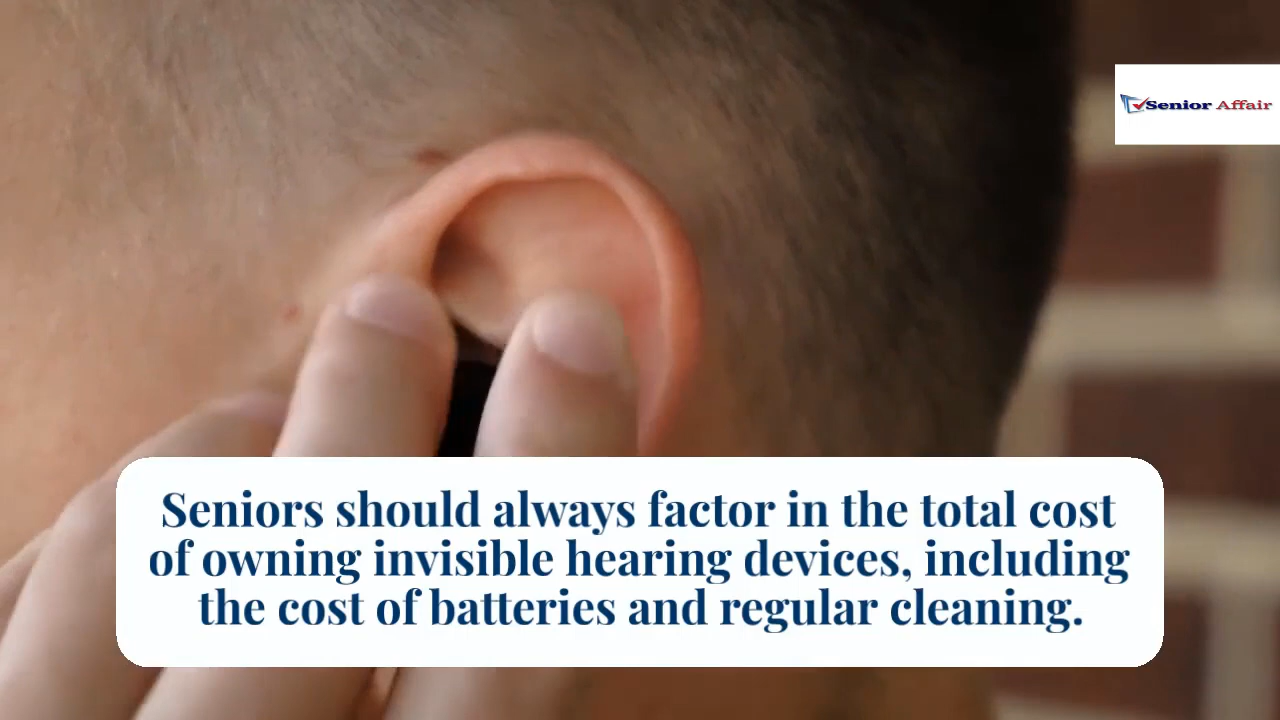 Senior Affair
Seniors should always factor in the total cost
of owning invisible hearing devices, including
the cost of batteries and regular cleaning.